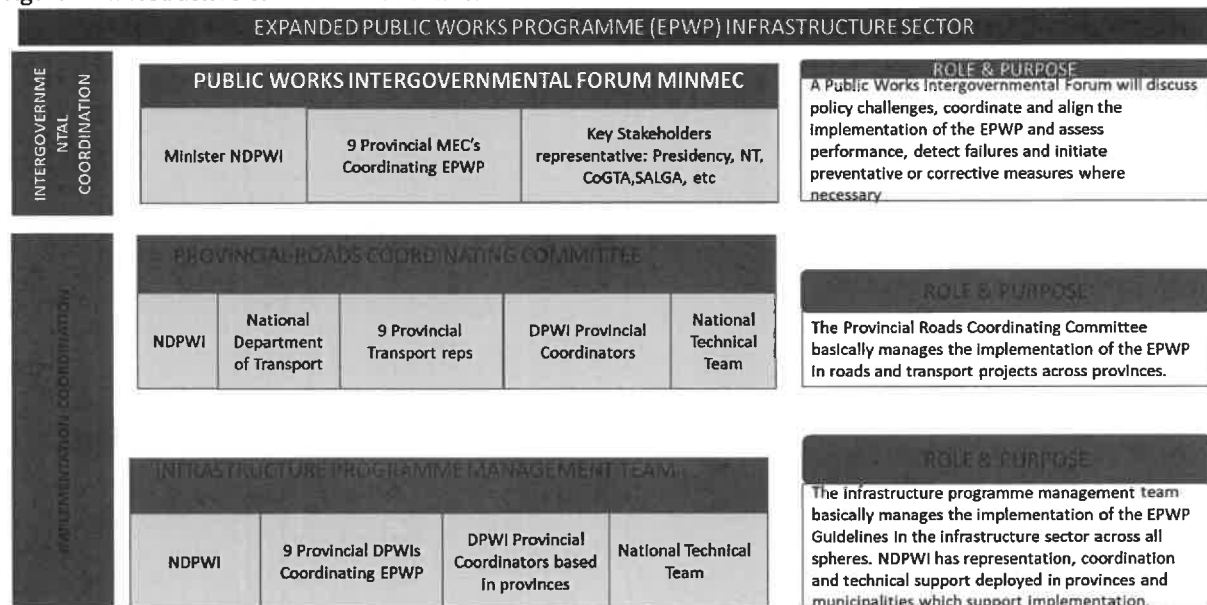 EXPANDED PUBLIC WORKS PROGRAMME (EPWP) INFRASTRUCTURE SECTOR
INTERGOVERNME
NTAL
COORDINATION
PUBLIC WORKS INTERGOVERNMENTAL FORUM MINMEC
Minister NDPWI
9 Provincial MEC's
Coordinating EPWP
Key Stakeholders
representative: Presidency, NT,
CoGTA,SALGA, etc
ROLE & PURPOSE
A Public Works Intergovernmental Forum will discuss
policy challenges, coordinate and align the
implementation of the EPWP and assess
performance, detect failures and initiate
preventative or corrective measures where
necessary
IMPLEMENTATION COORDINATION
PROVINCIAL ROADS COORDINATING COMMITTEE
NDPWI
National
Department
of Transport
9 Provincial
Transport reps
DPWI Provincial
Coordinators
National
Technical
Team
ROLE & PURPOSE
The Provincial Roads Coordinating Committee
basically manages the implementation of the EPWP
in roads and transport projects across provinces.
INFRASTRUCTURE PROGRAMME MANAGEMENT TEAM
NDPWI
9 Provincial DPWIs
Coordinating EPWP
DPWI Provincial
Coordinators based
in provinces
National Technical
Team
ROLE & PURPOSE
The infrastructure programme management team
basically manages the implementation of the EPWP
Guidelines in the infrastructure sector across all
spheres. NDPWI has representation, coordination
and technical support deployed in provinces and
municipalities which support implementation.